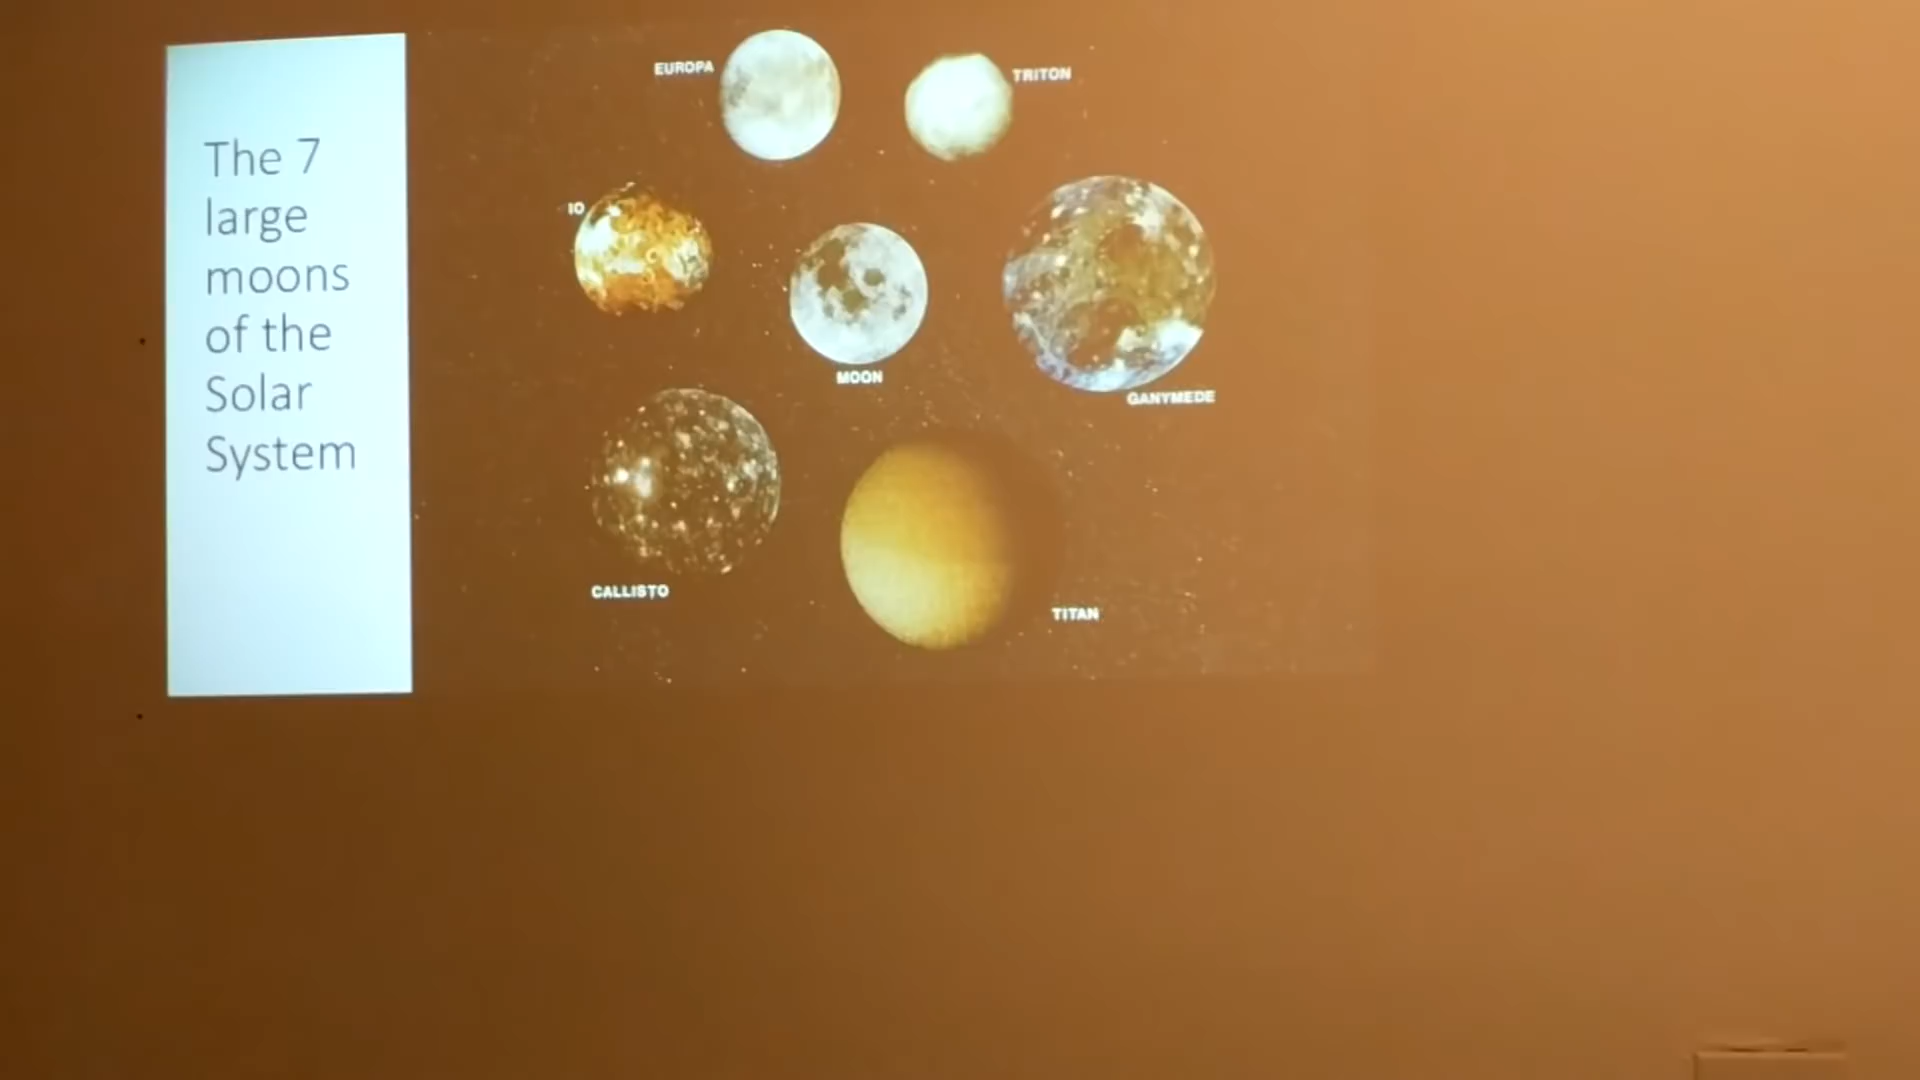 The 7
large
moons
of the
Solar
System
EUROPA
TRITON
IO
MOON
GANYMEDE
CALLISTO
TITAN